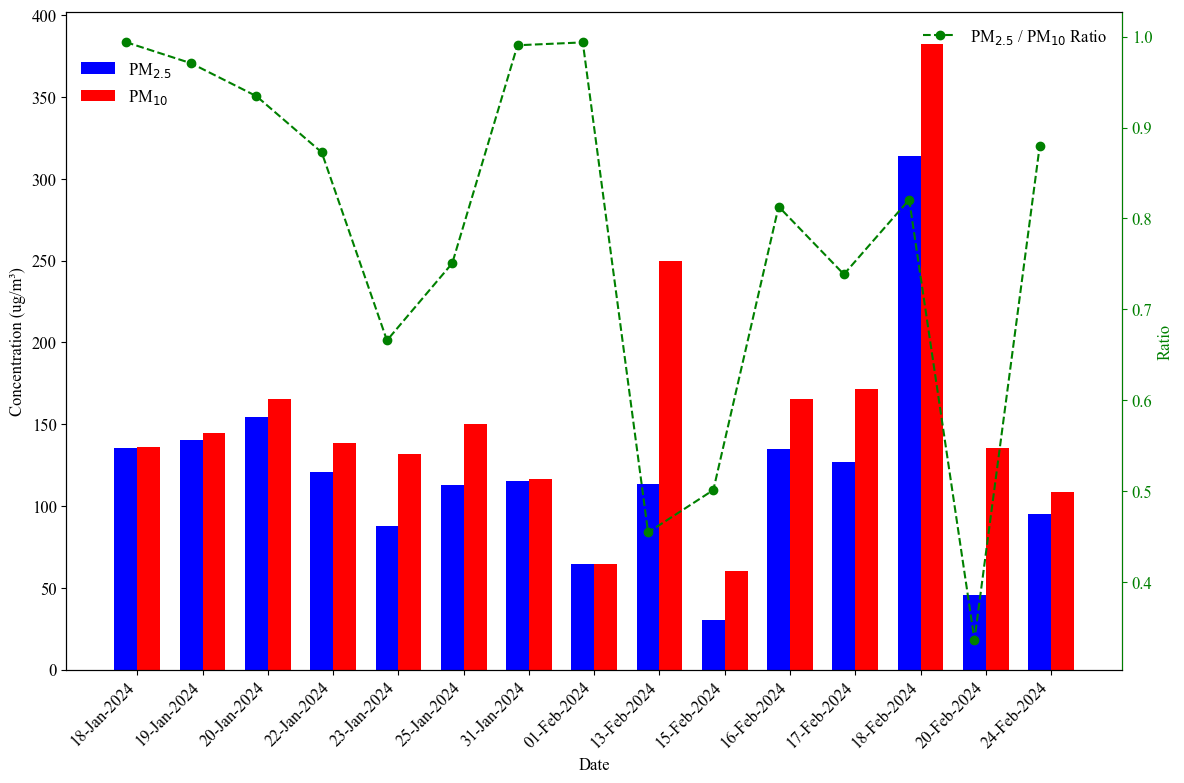 PM2.5 / PM10 Ratio
PM2.5
PM10
400
350
300
250
200
150
100
50
0
Concentration (ug/m³)
1.0
0.9
0.8
0.7
0.6
0.5
0.4
Ratio
18-Jan-2024
19-Jan-2024
20-Jan-2024
22-Jan-2024
23-Jan-2024
25-Jan-2024
31-Jan-2024
01-Feb-2024
13-Feb-2024
15-Feb-2024
16-Feb-2024
17-Feb-2024
18-Feb-2024
20-Feb-2024
24-Feb-2024
Date